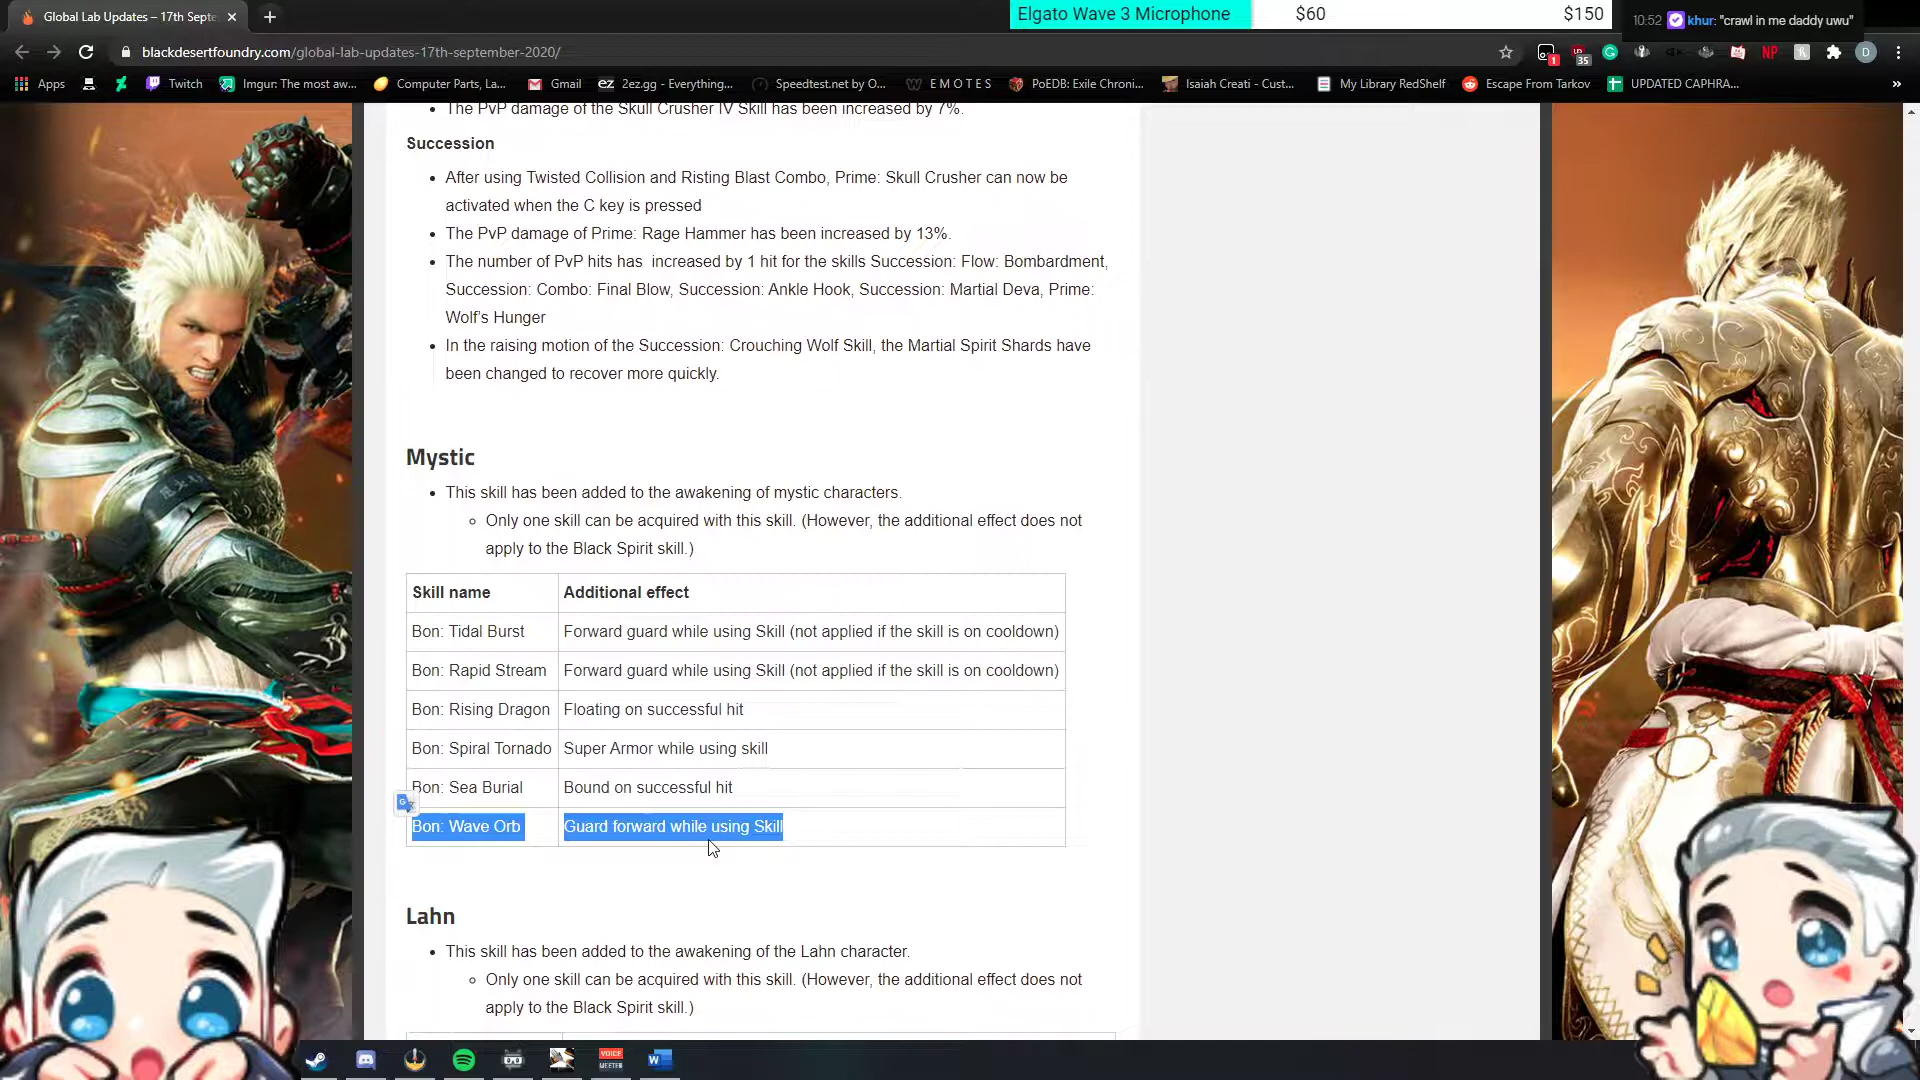 Global Lab Updates – 17th Septe
Elgato Wave 3 Microphone $60 $150
10:52 khur: "crawl in me daddy uwu"
blackdesertfoundry.com/global-lab-updates-17th-september-2020/
1 35 NP D
Apps Twitch Imgur: The most aw... Computer Parts, La... Gmail ez 2ez.gg - Everything... Speedtest.net by O... E M O T E S PoEDB: Exile Chroni... Isaiah Creati - Cust... My Library RedShelf Escape From Tarkov UPDATED CAPHRA... »
• The PvP damage of the Skull Crusher IV Skill has been increased by 7%.
Succession
• After using Twisted Collision and Risting Blast Combo, Prime: Skull Crusher can now be
activated when the C key is pressed
• The PvP damage of Prime: Rage Hammer has been increased by 13%.
• The number of PvP hits has increased by 1 hit for the skills Succession: Flow: Bombardment,
Succession: Combo: Final Blow, Succession: Ankle Hook, Succession: Martial Deva, Prime:
Wolf's Hunger
• In the raising motion of the Succession: Crouching Wolf Skill, the Martial Spirit Shards have
been changed to recover more quickly.
Mystic
• This skill has been added to the awakening of mystic characters.
◦ Only one skill can be acquired with this skill. (However, the additional effect does not
apply to the Black Spirit skill.)
Skill name Additional effect
Bon: Tidal Burst Forward guard while using Skill (not applied if the skill is on cooldown)
Bon: Rapid Stream Forward guard while using Skill (not applied if the skill is on cooldown)
Bon: Rising Dragon Floating on successful hit
Bon: Spiral Tornado Super Armor while using skill
Bon: Sea Burial Bound on successful hit
Bon: Wave Orb Guard forward while using Skill
Lahn
• This skill has been added to the awakening of the Lahn character.
◦ Only one skill can be acquired with this skill. (However, the additional effect does not
apply to the Black Spirit skill.)
VOICE
MEETER
W